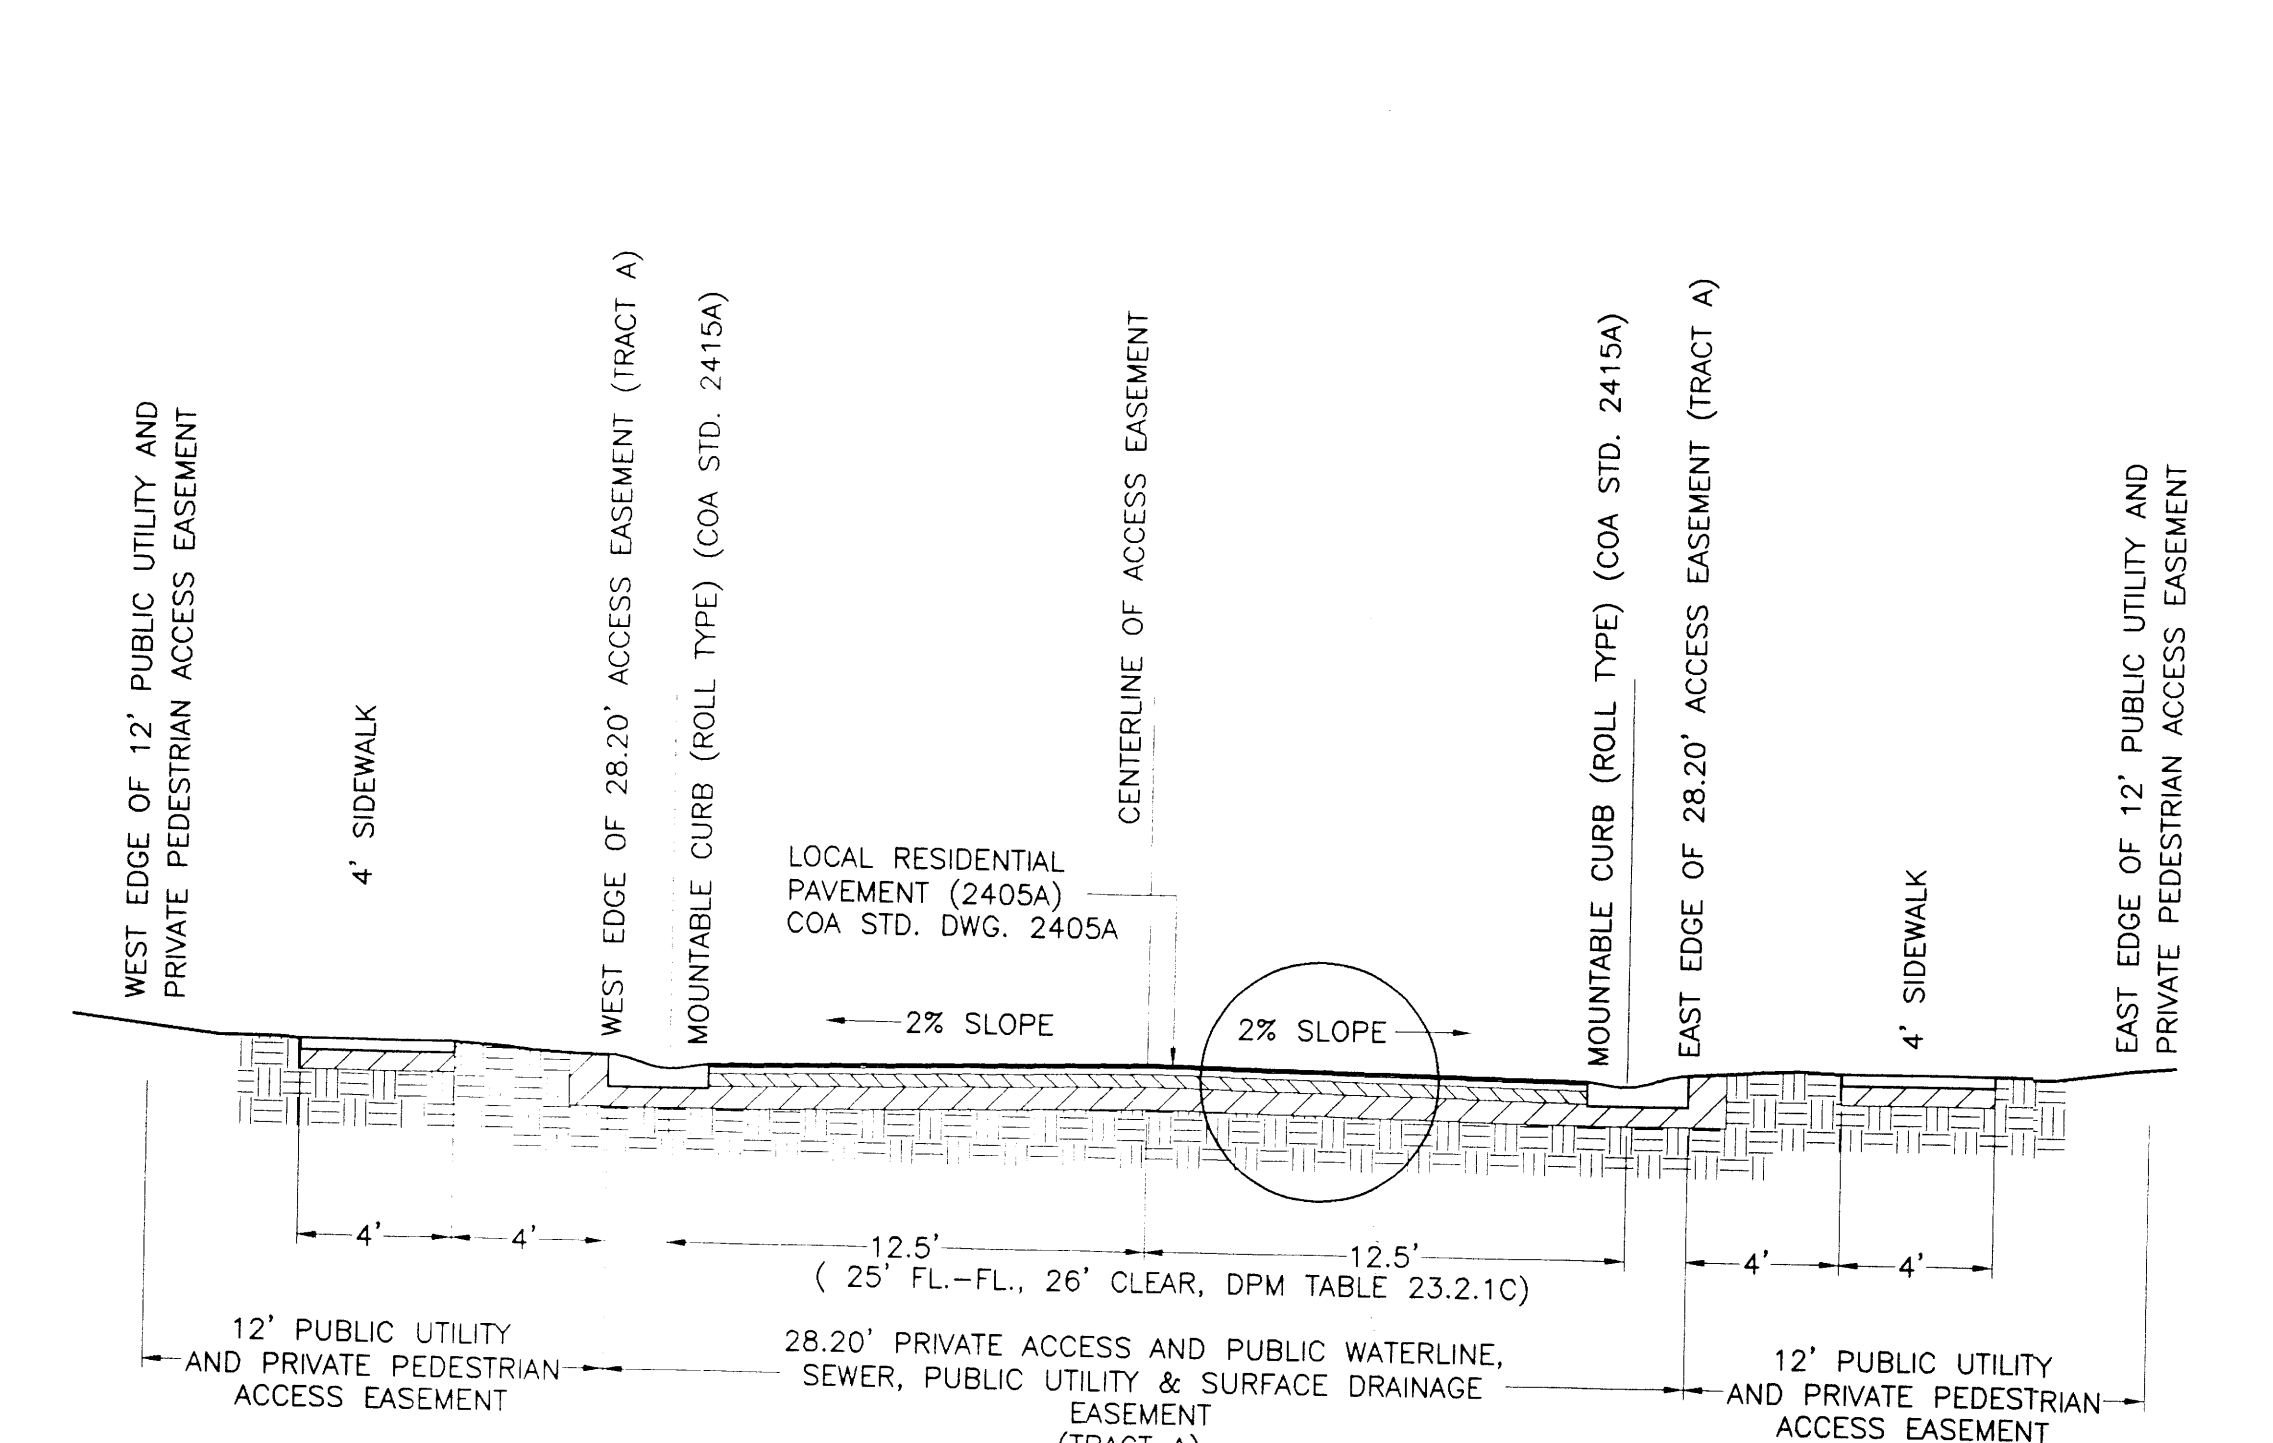 WEST EDGE OF 12' PUBLIC UTILITY AND
PRIVATE PEDESTRIAN ACCESS EASEMENT
4' SIDEWALK
WEST EDGE OF 28.20' ACCESS EASEMENT (TRACT A)
MOUNTABLE CURB (ROLL TYPE) (COA STD. 2415A)
CENTERLINE OF ACCESS EASEMENT
MOUNTABLE CURB (ROLL TYPE) (COA STD. 2415A)
EAST EDGE OF 28.20' ACCESS EASEMENT (TRACT A)
4' SIDEWALK
EAST EDGE OF 12' PUBLIC UTILITY AND
PRIVATE PEDESTRIAN ACCESS EASEMENT
LOCAL RESIDENTIAL
PAVEMENT (2405A)
COA STD. DWG. 2405A
2% SLOPE
2% SLOPE
4'
4'
12.5'
12.5'
4'
4'
( 25' FL.-FL., 26' CLEAR, DPM TABLE 23.2.1C)
12' PUBLIC UTILITY
AND PRIVATE PEDESTRIAN
ACCESS EASEMENT
28.20' PRIVATE ACCESS AND PUBLIC WATERLINE,
SEWER, PUBLIC UTILITY & SURFACE DRAINAGE
EASEMENT
(TRACT A)
12' PUBLIC UTILITY
AND PRIVATE PEDESTRIAN
ACCESS EASEMENT